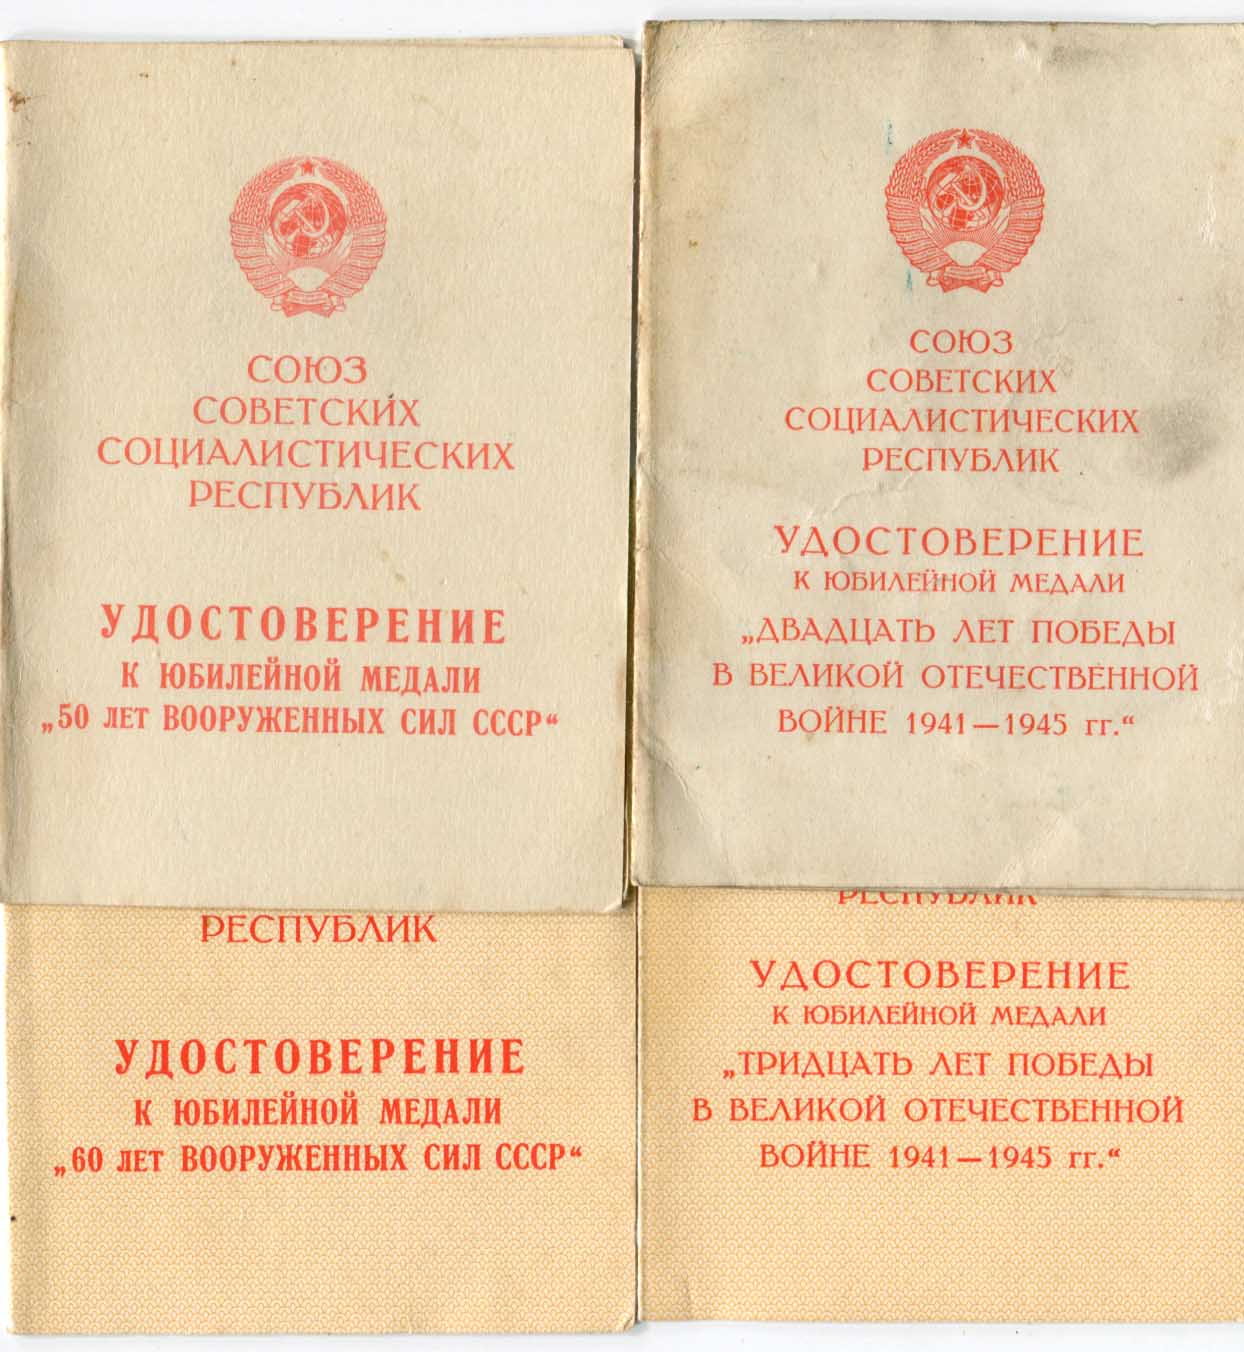 СОЮЗ
СОВЕТСКИХ
СОЦИАЛИСТИЧЕСКИХ
РЕСПУБЛИК
УДОСТОВЕРЕНИЕ
К ЮБИЛЕЙНОЙ МЕДАЛИ
„50 ЛЕТ ВООРУЖЕННЫХ СИЛ СССР“
СОЮЗ
СОВЕТСКИХ
СОЦИАЛИСТИЧЕСКИХ
РЕСПУБЛИК
УДОСТОВЕРЕНИЕ
К ЮБИЛЕЙНОЙ МЕДАЛИ
„ДВАДЦАТЬ ЛЕТ ПОБЕДЫ
В ВЕЛИКОЙ ОТЕЧЕСТВЕННОЙ
ВОЙНЕ 1941—1945 гг.“
РЕСПУБЛИК
УДОСТОВЕРЕНИЕ
К ЮБИЛЕЙНОЙ МЕДАЛИ
„60 ЛЕТ ВООРУЖЕННЫХ СИЛ СССР“
РЕСПУБЛИК
УДОСТОВЕРЕНИЕ
К ЮБИЛЕЙНОЙ МЕДАЛИ
„ТРИДЦАТЬ ЛЕТ ПОБЕДЫ
В ВЕЛИКОЙ ОТЕЧЕСТВЕННОЙ
ВОЙНЕ 1941—1945 гг.“